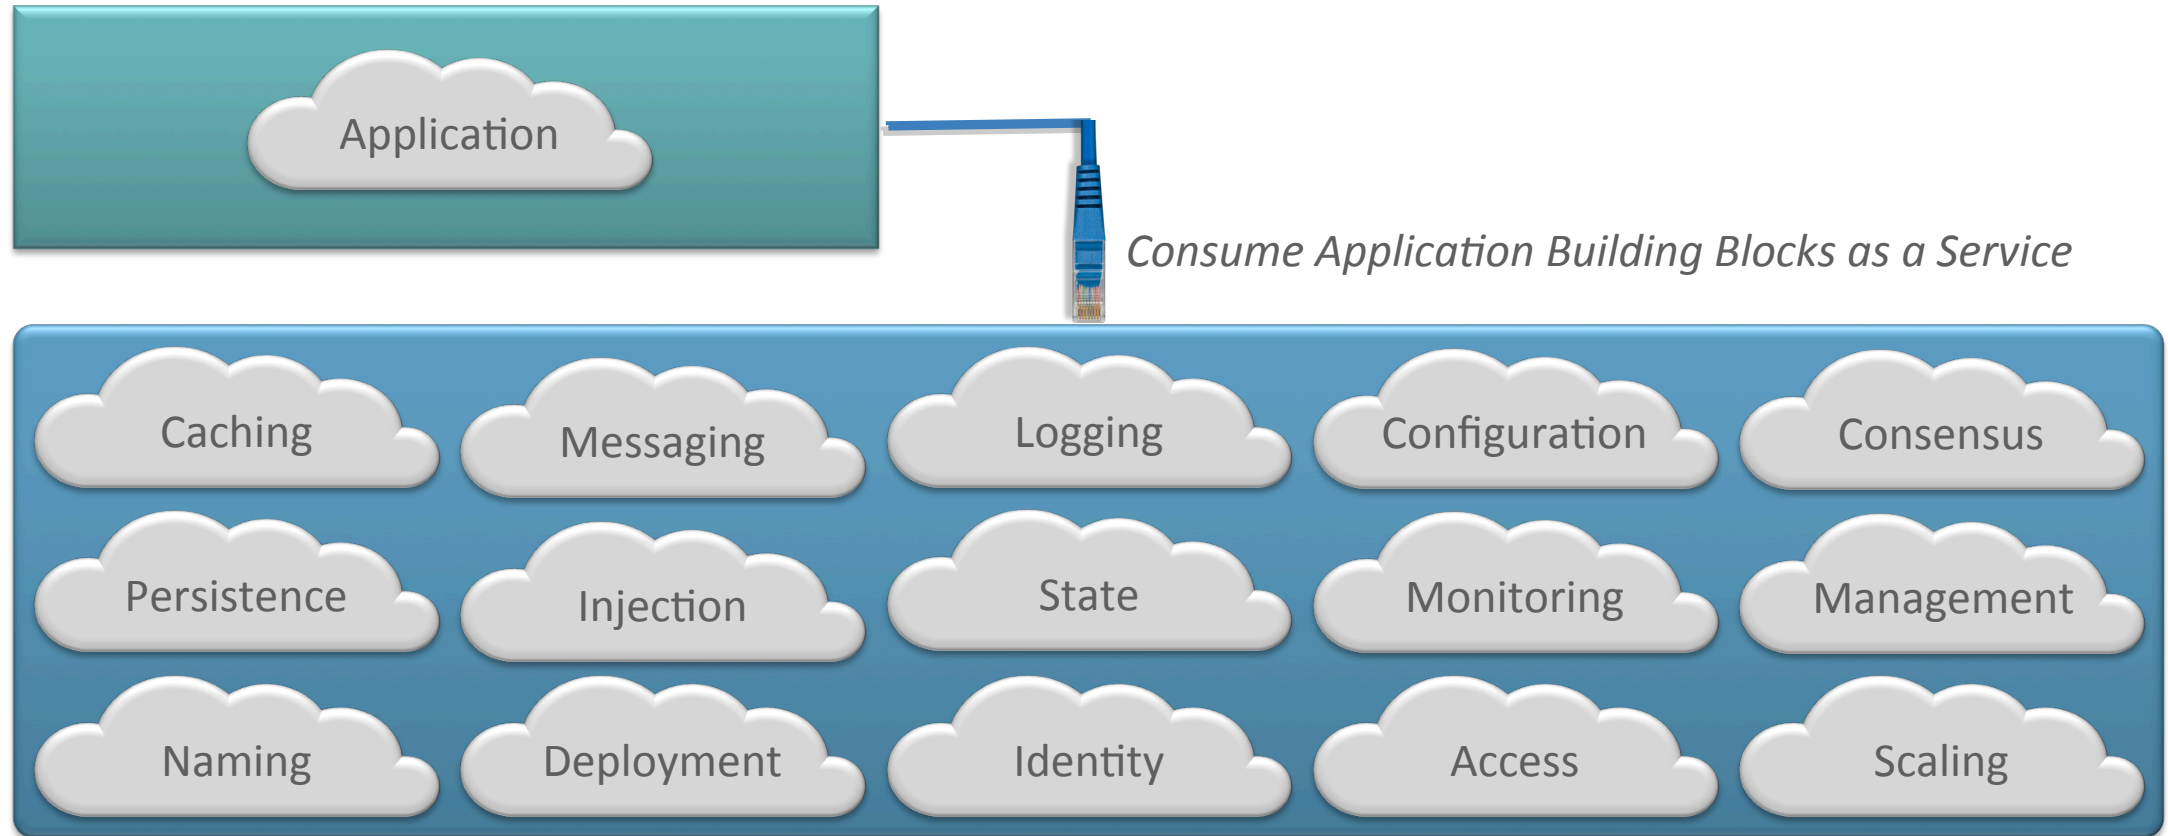 Application
Consume Application Building Blocks as a Service
Caching
Messaging
Logging
Configuration
Consensus
Persistence
Injection
State
Monitoring
Management
Naming
Deployment
Identity
Access
Scaling